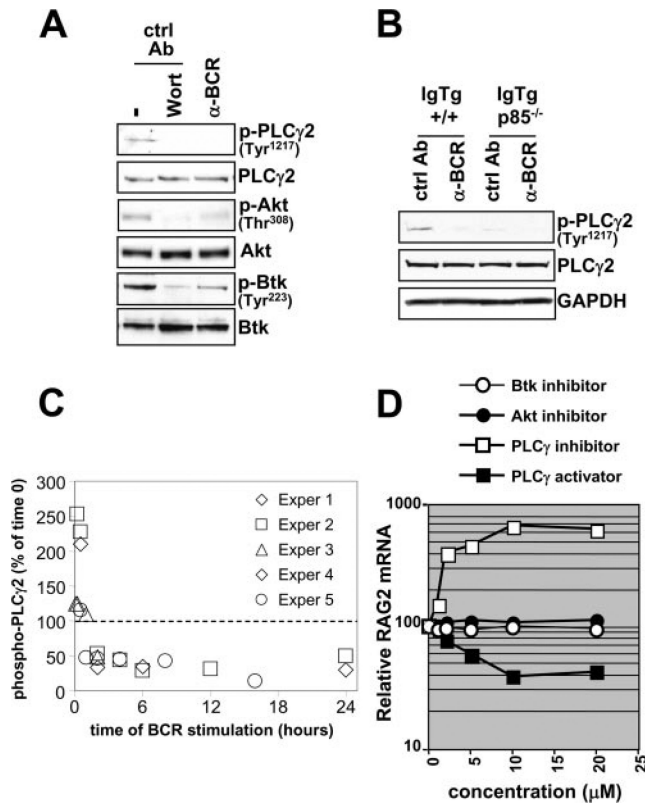 A
ctrl
Ab
-
Wort
α-BCR
p-PLCγ2
(Tyr1217)
PLCγ2
p-Akt
(Thr308)
Akt
p-Btk
(Tyr223)
Btk
B
IgTg
+/+
IgTg
p85-/-
ctrl Ab
α-BCR
ctrl Ab
α-BCR
p-PLCγ2
(Tyr1217)
PLCγ2
GAPDH
C
phospho-PLCγ2 (% of time 0)
300
250
200
150
100
50
0
0
6
12
18
24
time of BCR stimulation (hours)
Exper 1
Exper 2
Exper 3
Exper 4
Exper 5
D
Btk inhibitor
Akt inhibitor
PLCγ inhibitor
PLCγ activator
Relative RAG2 mRNA
1000
100
10
0
5
10
15
20
25
concentration (μM)